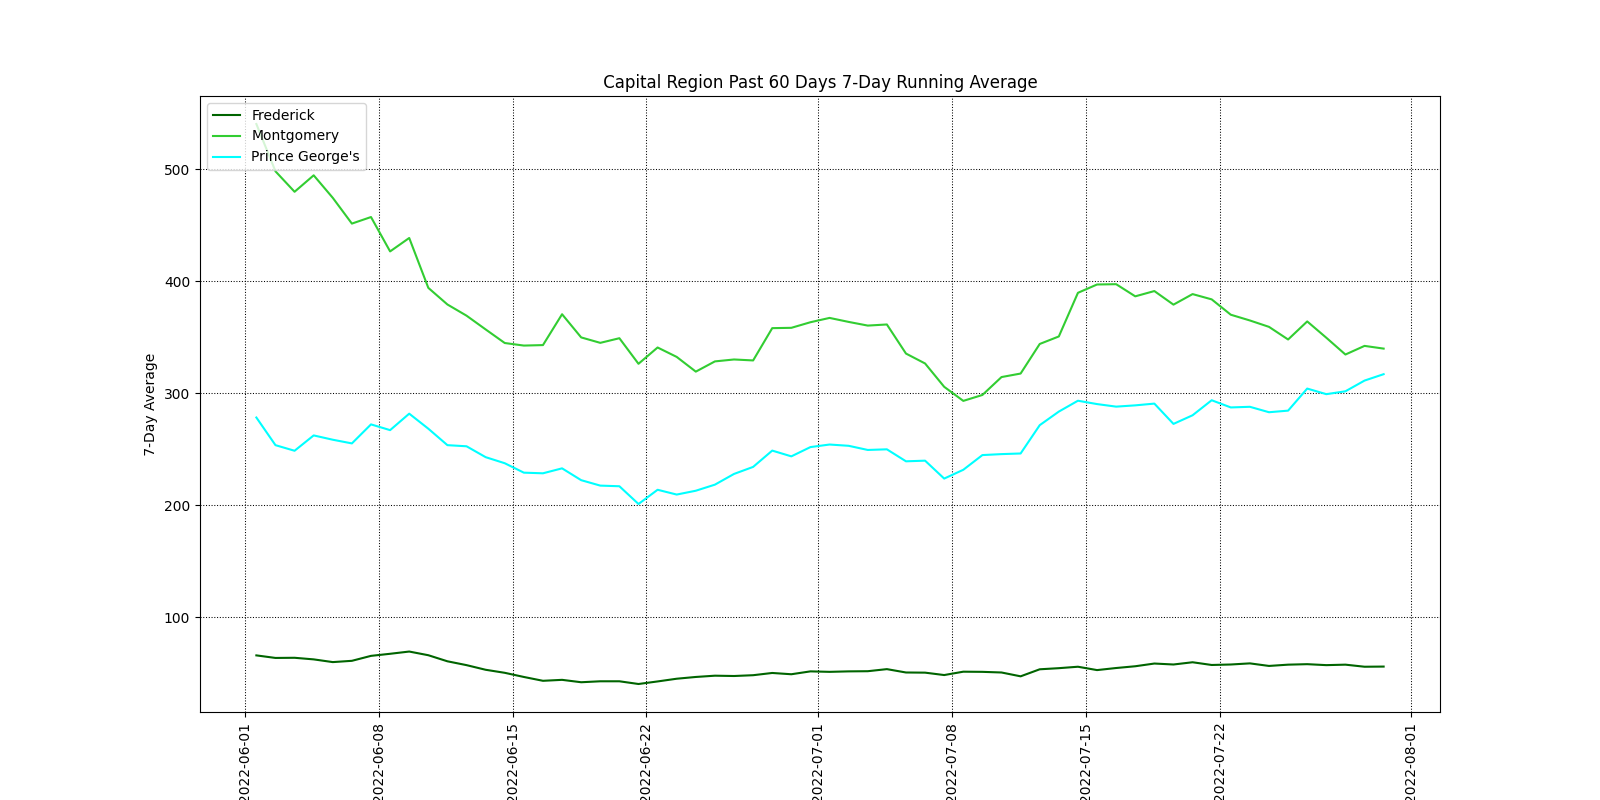 Capital Region Past 60 Days 7-Day Running Average
Frederick
Montgomery
Prince George's
500
400
300
200
100
7-Day Average
2022-06-01
2022-06-08
2022-06-15
2022-06-22
2022-07-01
2022-07-08
2022-07-15
2022-07-22
2022-08-01